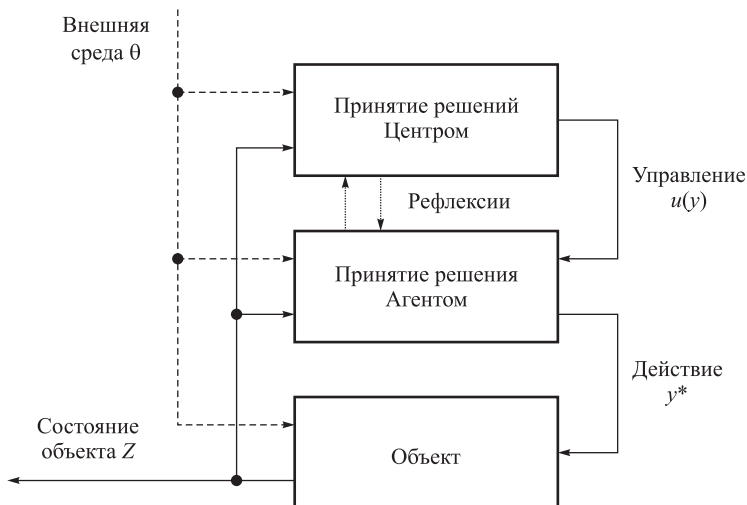 Внешняя
среда θ
Принятие решений
Центром
Управление
u(y)
Рефлексии
Принятие решения
Агентом
Действие
y*
Состояние
объекта Z
Объект